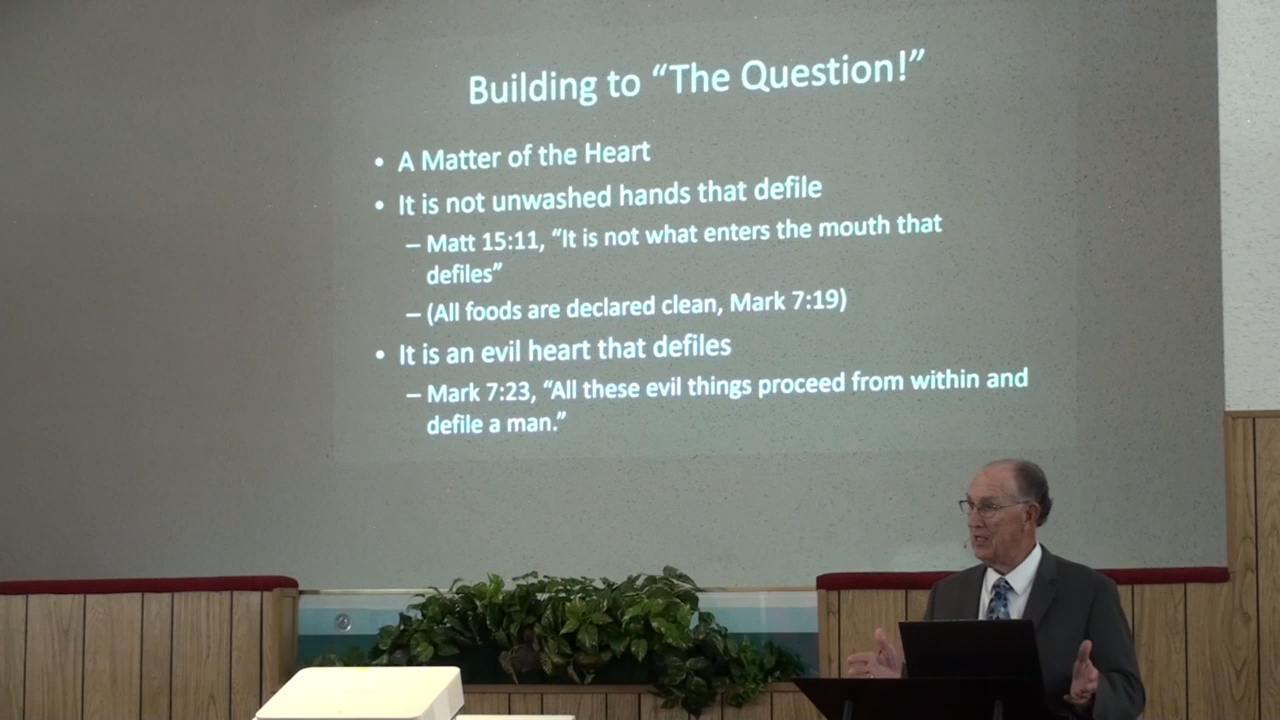 Building to “The Question!”
• A Matter of the Heart
• It is not unwashed hands that defile
– Matt 15:11, “It is not what enters the mouth that
defiles”
– (All foods are declared clean, Mark 7:19)
• It is an evil heart that defiles
– Mark 7:23, “All these evil things proceed from within and
defile a man.”